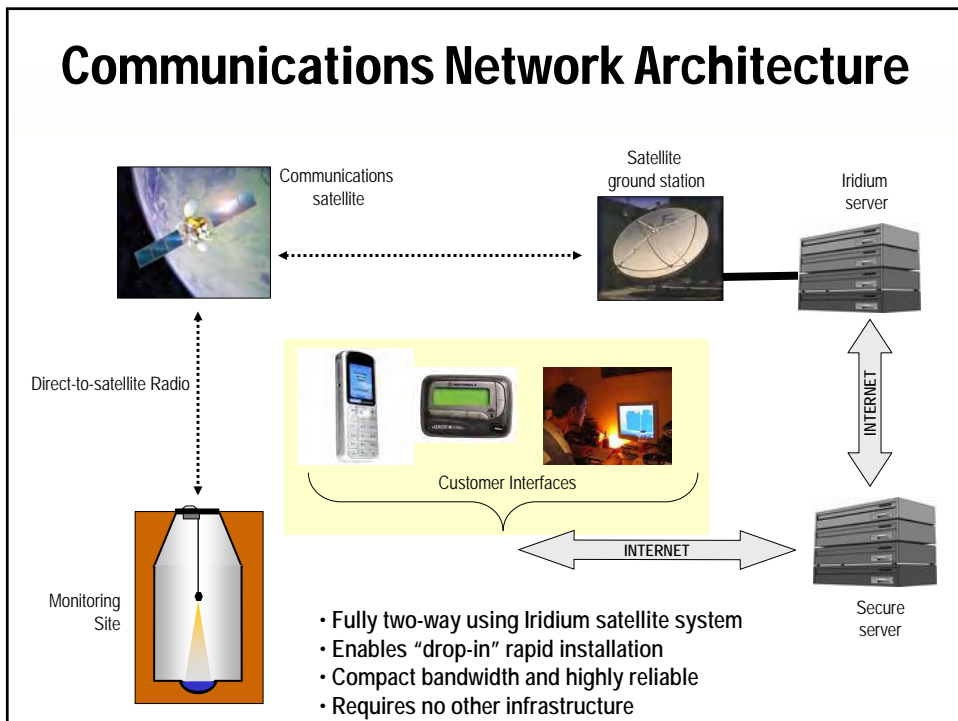 Communications Network Architecture
Communications
satellite
Satellite
ground station
Iridium
server
Direct-to-satellite Radio
INTERNET
Customer Interfaces
INTERNET
Monitoring
Site
Secure
server
• Fully two-way using Iridium satellite system
• Enables “drop-in” rapid installation
• Compact bandwidth and highly reliable
• Requires no other infrastructure